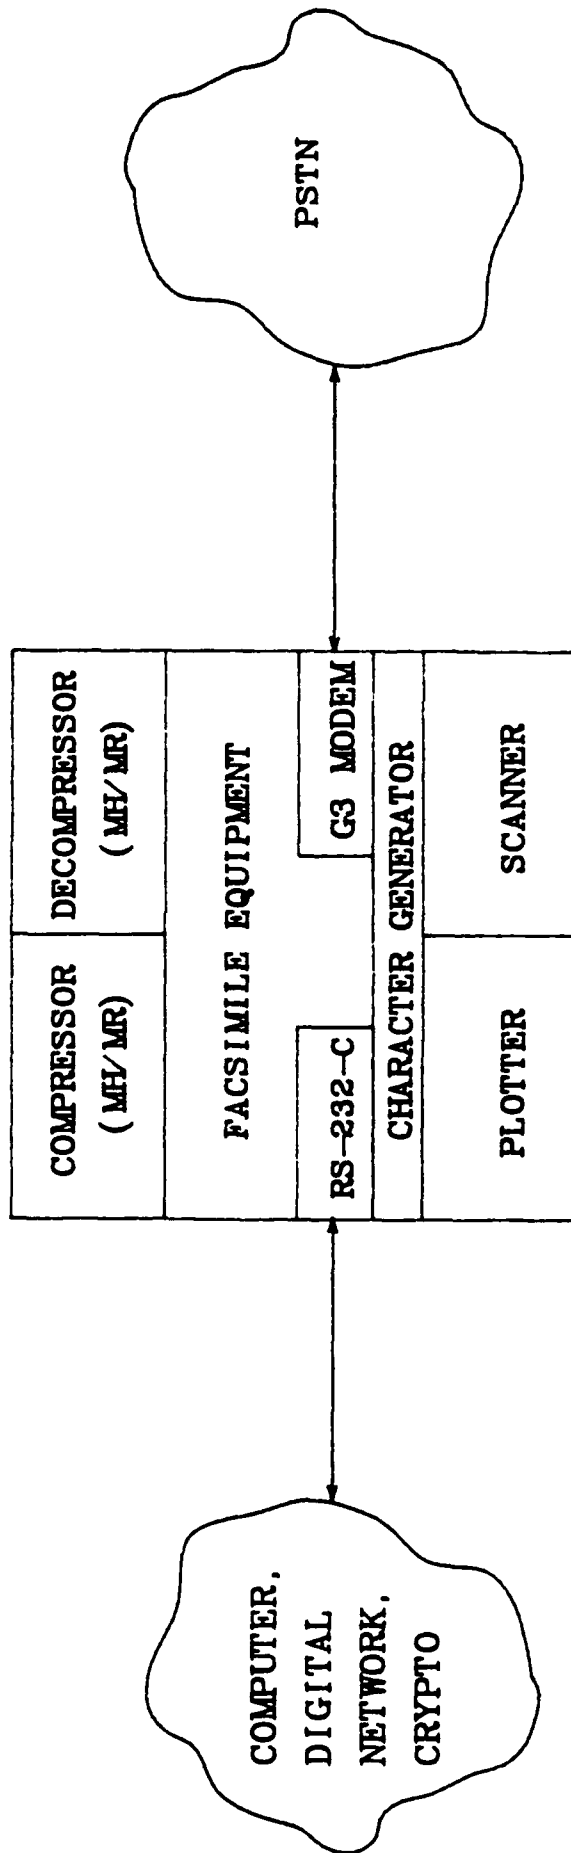 COMPUTER,
DIGITAL
NETWORK,
CRYPTO
COMPRESSOR
(MH/MR)
DECOMPRESSOR
(MH/MR)
FACSIMILE EQUIPMENT
RS-232-C
G3 MODEM
CHARACTER GENERATOR
PLOTTER
SCANNER
PSTN